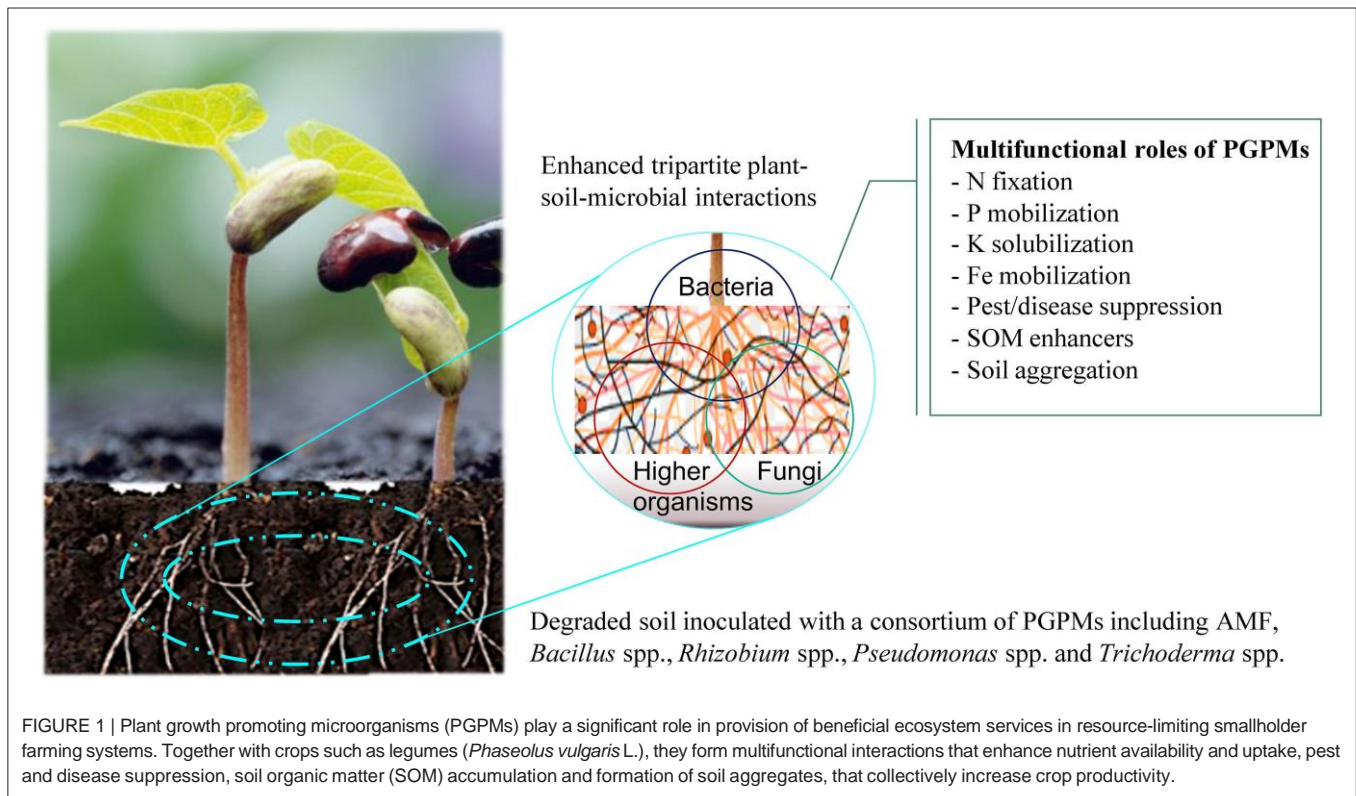 Enhanced tripartite plant-
soil-microbial interactions
Bacteria
Higher
organisms
Fungi
Multifunctional roles of PGPMs
- N fixation
- P mobilization
- K solubilization
- Fe mobilization
- Pest/disease suppression
- SOM enhancers
- Soil aggregation
Degraded soil inoculated with a consortium of PGPMs including AMF,
Bacillus spp., Rhizobium spp., Pseudomonas spp. and Trichoderma spp.
FIGURE 1 | Plant growth promoting microorganisms (PGPMs) play a significant role in provision of beneficial ecosystem services in resource-limiting smallholder
farming systems. Together with crops such as legumes (Phaseolus vulgaris L.), they form multifunctional interactions that enhance nutrient availability and uptake, pest
and disease suppression, soil organic matter (SOM) accumulation and formation of soil aggregates, that collectively increase crop productivity.